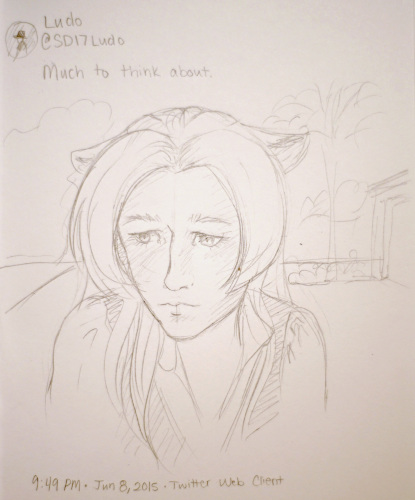 Ludo
@SD17Ludo
Much to think about.
9:49 PM · Jun 8, 2015 · Twitter Web Client